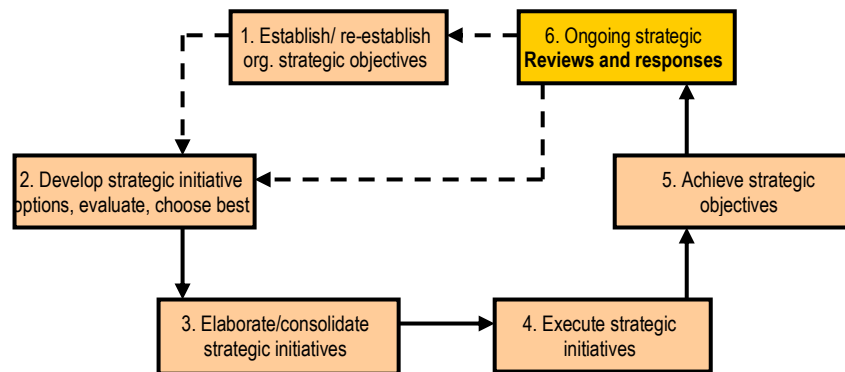 1. Establish/ re-establish
org. strategic objectives
6. Ongoing strategic
Reviews and responses
2. Develop strategic initiative
options, evaluate, choose best
5. Achieve strategic
objectives
3. Elaborate/consolidate
strategic initiatives
4. Execute strategic
initiatives